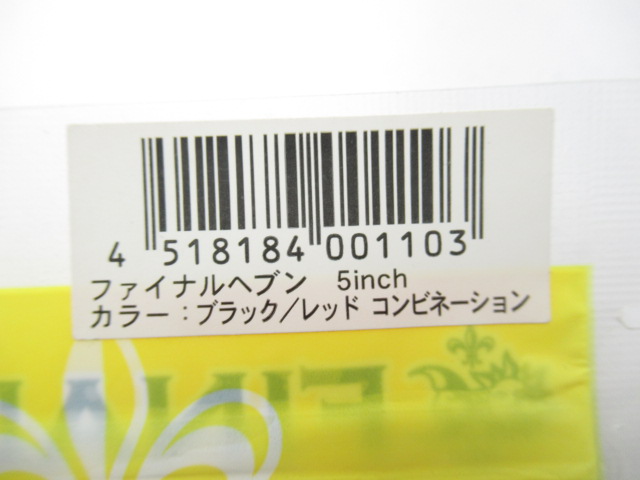 4 518184 001103
ファイナルヘブン 5inch
カラー：ブラック／レッド コンビネーション